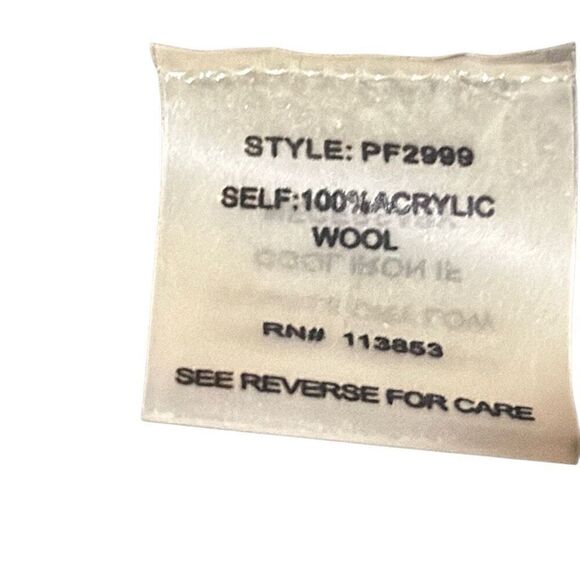 STYLE: PF2999
SELF:100%ACRYLIC
WOOL
RN# 113853
SEE REVERSE FOR CARE